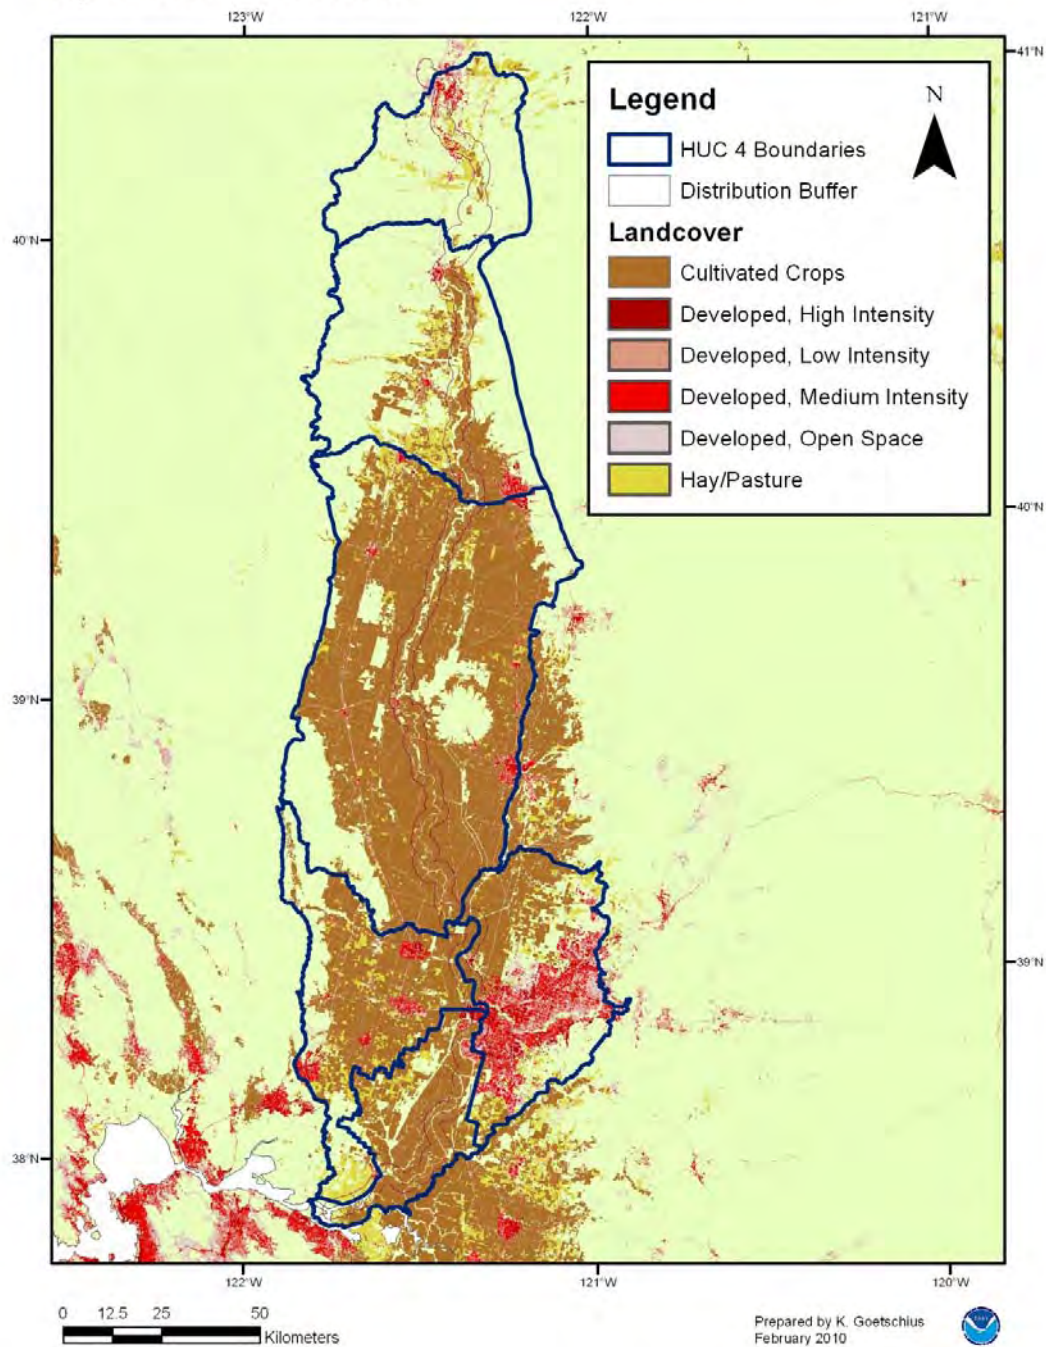 123°W 122°W 121°W
41°N
Legend
N
HUC 4 Boundaries
Distribution Buffer
Landcover
40°N
Cultivated Crops
Developed, High Intensity
Developed, Low Intensity
Developed, Medium Intensity
Developed, Open Space
Hay/Pasture
40°N
39°N
39°N
38°N
122°W 121°W 120°W
0 12.5 25 50
Kilometers
Prepared by K. Goetschius
February 2010